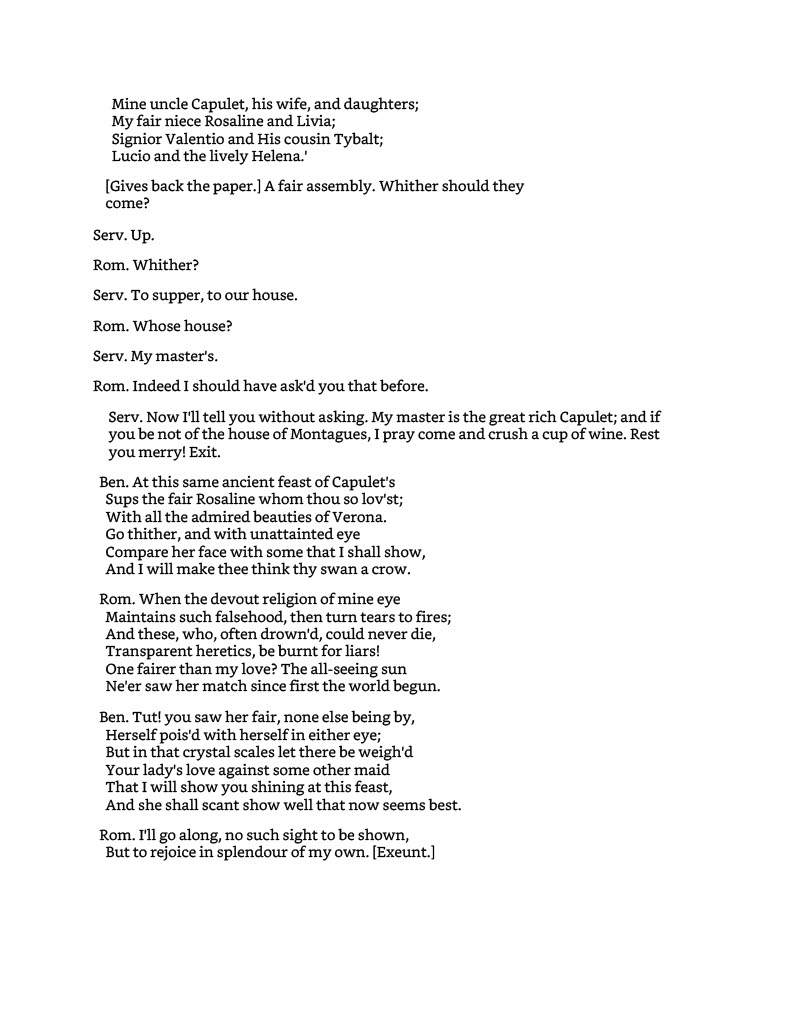 Mine uncle Capulet, his wife, and daughters;
My fair niece Rosaline and Livia;
Signior Valentio and His cousin Tybalt;
Lucio and the lively Helena.'
[Gives back the paper.] A fair assembly. Whither should they
come?
Serv. Up.
Rom. Whither?
Serv. To supper, to our house.
Rom. Whose house?
Serv. My master's.
Rom. Indeed I should have ask'd you that before.
Serv. Now I'll tell you without asking. My master is the great rich Capulet; and if
you be not of the house of Montagues, I pray come and crush a cup of wine. Rest
you merry! Exit.
Ben. At this same ancient feast of Capulet's
Sups the fair Rosaline whom thou so lov'st;
With all the admired beauties of Verona.
Go thither, and with unattainted eye
Compare her face with some that I shall show,
And I will make thee think thy swan a crow.
Rom. When the devout religion of mine eye
Maintains such falsehood, then turn tears to fires;
And these, who, often drown'd, could never die,
Transparent heretics, be burnt for liars!
One fairer than my love? The all-seeing sun
Ne'er saw her match since first the world begun.
Ben. Tut! you saw her fair, none else being by,
Herself pois'd with herself in either eye;
But in that crystal scales let there be weigh'd
Your lady's love against some other maid
That I will show you shining at this feast,
And she shall scant show well that now seems best.
Rom. I'll go along, no such sight to be shown,
But to rejoice in splendour of my own. [Exeunt.]